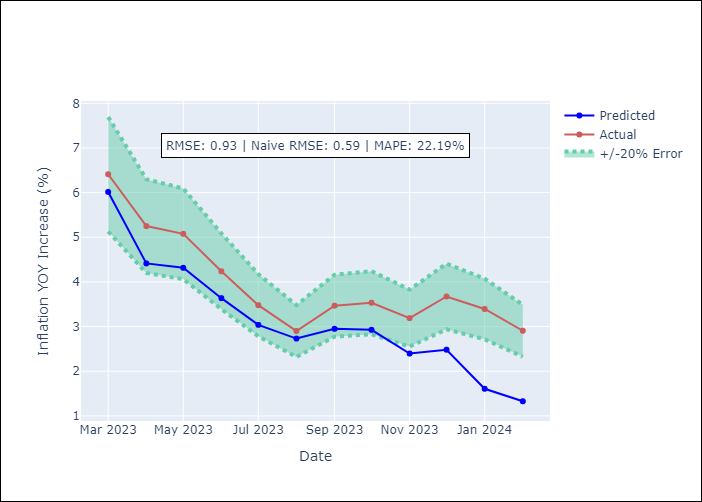 RMSE: 0.93 | Naive RMSE: 0.59 | MAPE: 22.19%
Predicted
Actual
+/-20% Error
Inflation YOY Increase (%)
8
7
6
5
4
3
2
1
Mar 2023
May 2023
Jul 2023
Sep 2023
Nov 2023
Jan 2024
Date